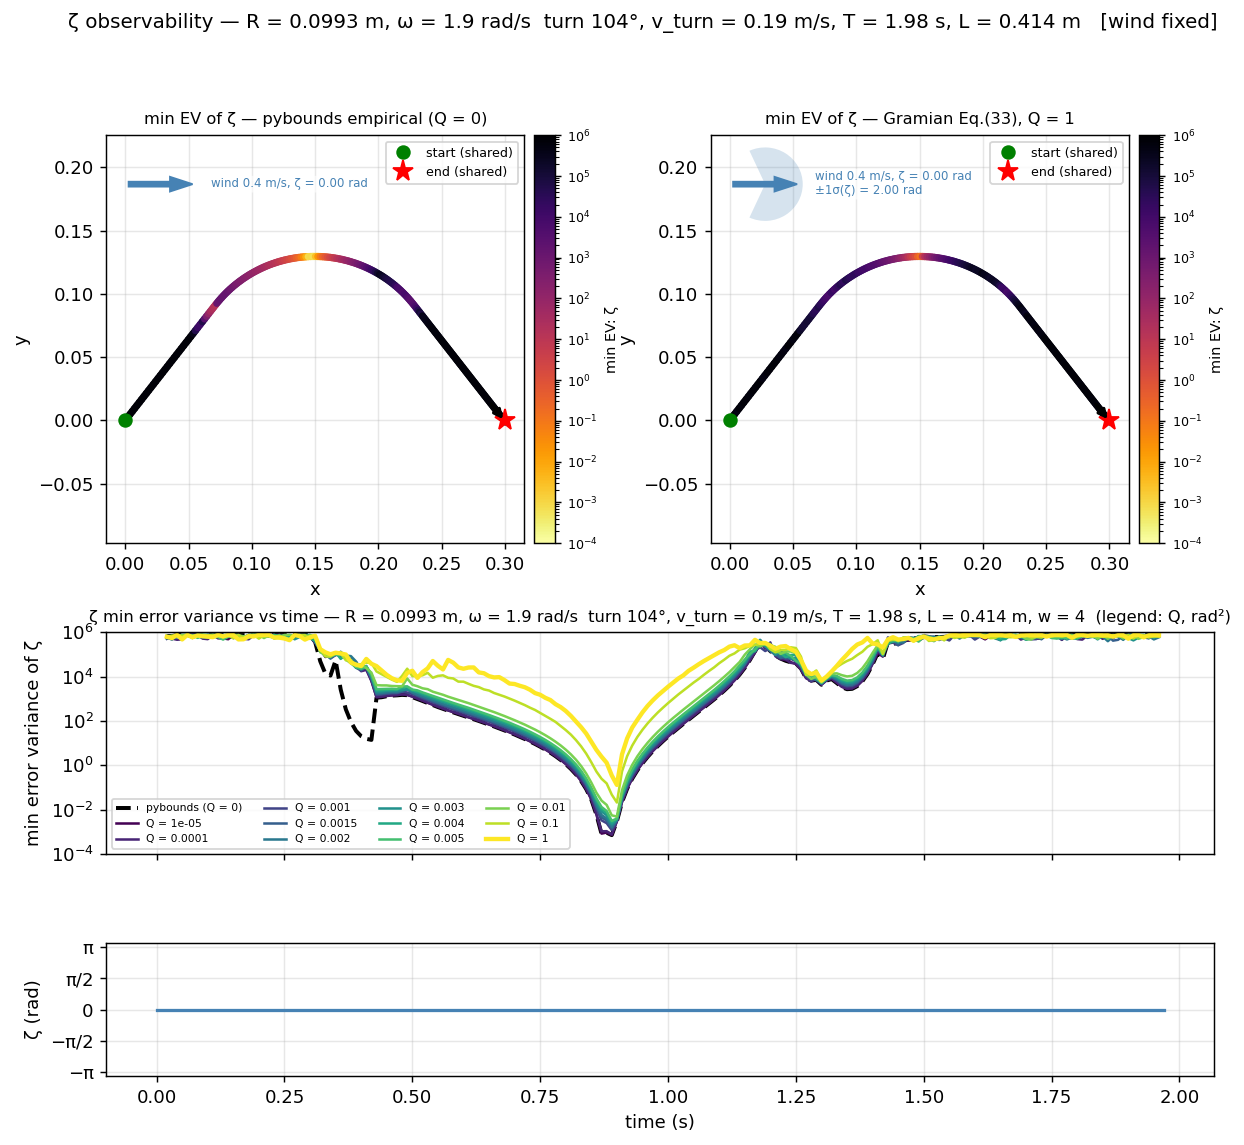 ζ observability — R = 0.0993 m, ω = 1.9 rad/s  turn 104°, v_turn = 0.19 m/s, T = 1.98 s, L = 0.414 m   [wind fixed]
min EV of ζ — pybounds empirical (Q = 0)
0.20
0.15
0.10
0.05
0.00
−0.05
y
wind 0.4 m/s, ζ = 0.00 rad
start (shared)
end (shared)
0.00 0.05 0.10 0.15 0.20 0.25 0.30
x
10⁶
10⁵
10⁴
10³
10²
10¹
10⁰
10⁻¹
10⁻²
10⁻³
10⁻⁴
min EV: ζ
min EV of ζ — Gramian Eq.(33), Q = 1
0.20
0.15
0.10
0.05
0.00
−0.05
y
wind 0.4 m/s, ζ = 0.00 rad
±1σ(ζ) = 2.00 rad
start (shared)
end (shared)
0.00 0.05 0.10 0.15 0.20 0.25 0.30
x
10⁶
10⁵
10⁴
10³
10²
10¹
10⁰
10⁻¹
10⁻²
10⁻³
10⁻⁴
min EV: ζ
ζ min error variance vs time — R = 0.0993 m, ω = 1.9 rad/s  turn 104°, v_turn = 0.19 m/s, T = 1.98 s, L = 0.414 m, w = 4  (legend: Q, rad²)
10⁶
10⁴
10²
10⁰
10⁻²
10⁻⁴
min error variance of ζ
pybounds (Q = 0)
Q = 1e-05
Q = 0.0001
Q = 0.001
Q = 0.0015
Q = 0.002
Q = 0.003
Q = 0.004
Q = 0.005
Q = 0.01
Q = 0.1
Q = 1
π
π/2
0
−π/2
−π
ζ (rad)
0.00 0.25 0.50 0.75 1.00 1.25 1.50 1.75 2.00
time (s)